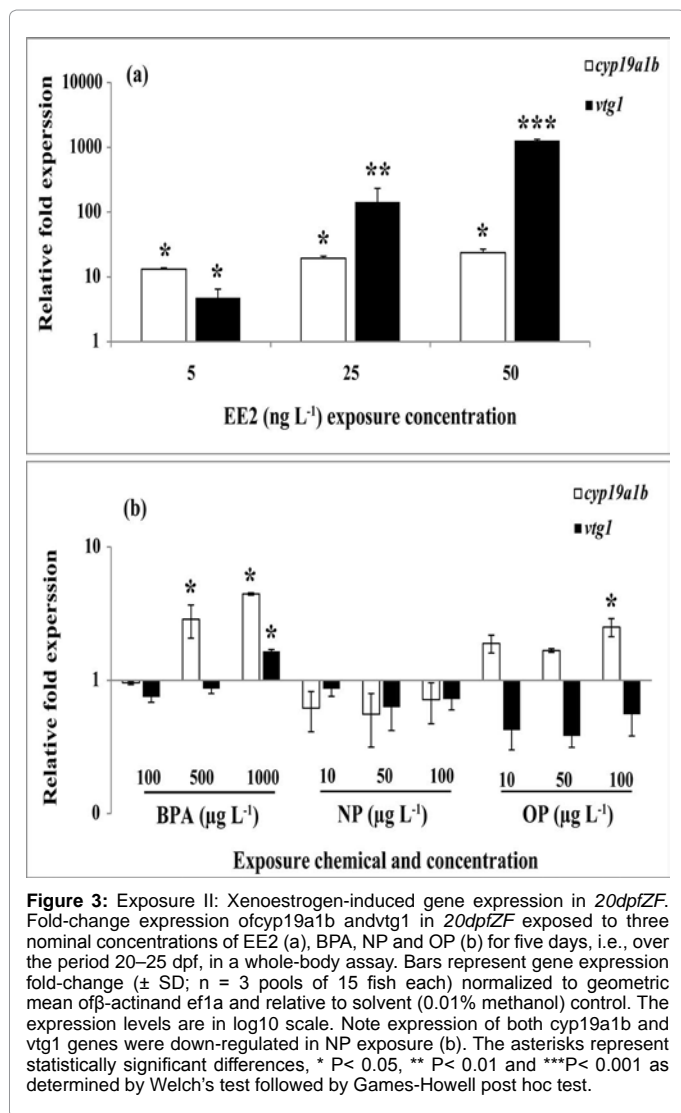 (a)
cyp19a1b
vtg1
10000
1000
100
10
1
Relative fold experssion
* * * ** * ***
5 25 50
EE2 (ng L-1) exposure concentration
(b)
cyp19a1b
vtg1
10
1
0
Relative fold experssion
* * * *
100 500 1000 10 50 100 10 50 100
BPA (µg L-1) NP (µg L-1) OP (µg L-1)
Exposure chemical and concentration
Figure 3: Exposure II: Xenoestrogen-induced gene expression in 20dpfZF.
Fold-change expression ofcyp19a1b andvtg1 in 20dpfZF exposed to three
nominal concentrations of EE2 (a), BPA, NP and OP (b) for five days, i.e., over
the period 20–25 dpf, in a whole-body assay. Bars represent gene expression
fold-change (± SD; n = 3 pools of 15 fish each) normalized to geometric
mean ofβ-actinand ef1a and relative to solvent (0.01% methanol) control. The
expression levels are in log10 scale. Note expression of both cyp19a1b and
vtg1 genes were down-regulated in NP exposure (b). The asterisks represent
statistically significant differences, * P< 0.05, ** P< 0.01 and ***P< 0.001 as
determined by Welch's test followed by Games-Howell post hoc test.